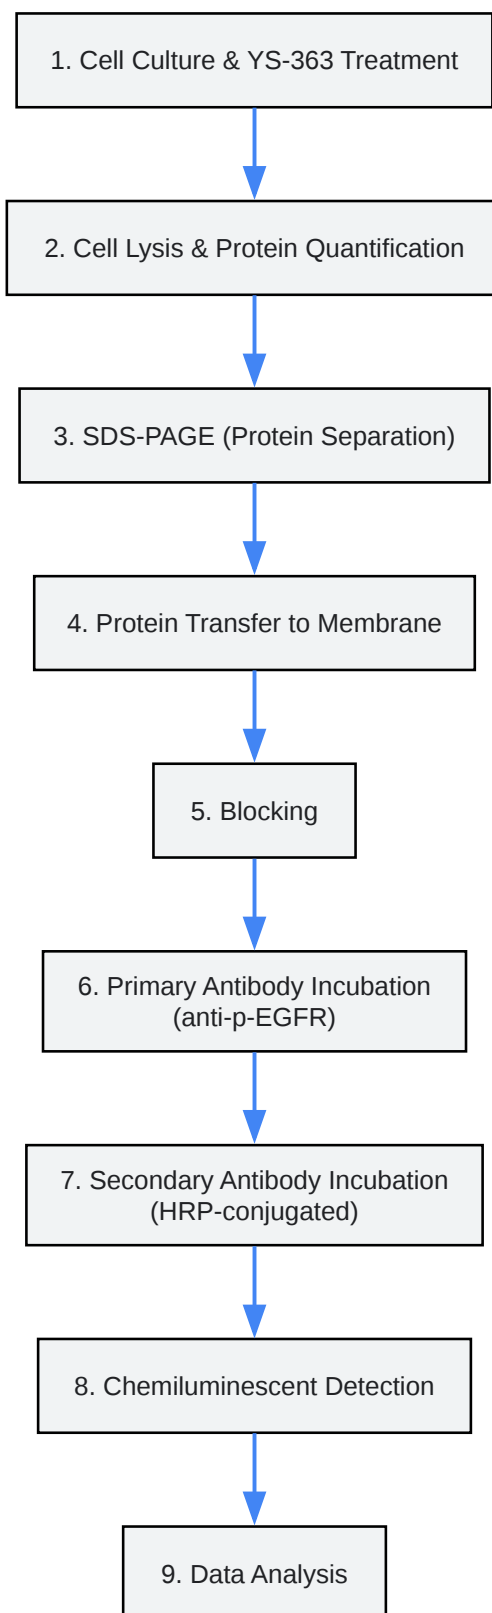 1. Cell Culture & YS-363 Treatment
2. Cell Lysis & Protein Quantification
3. SDS-PAGE (Protein Separation)
4. Protein Transfer to Membrane
5. Blocking
6. Primary Antibody Incubation
(anti-p-EGFR)
7. Secondary Antibody Incubation
(HRP-conjugated)
8. Chemiluminescent Detection
9. Data Analysis